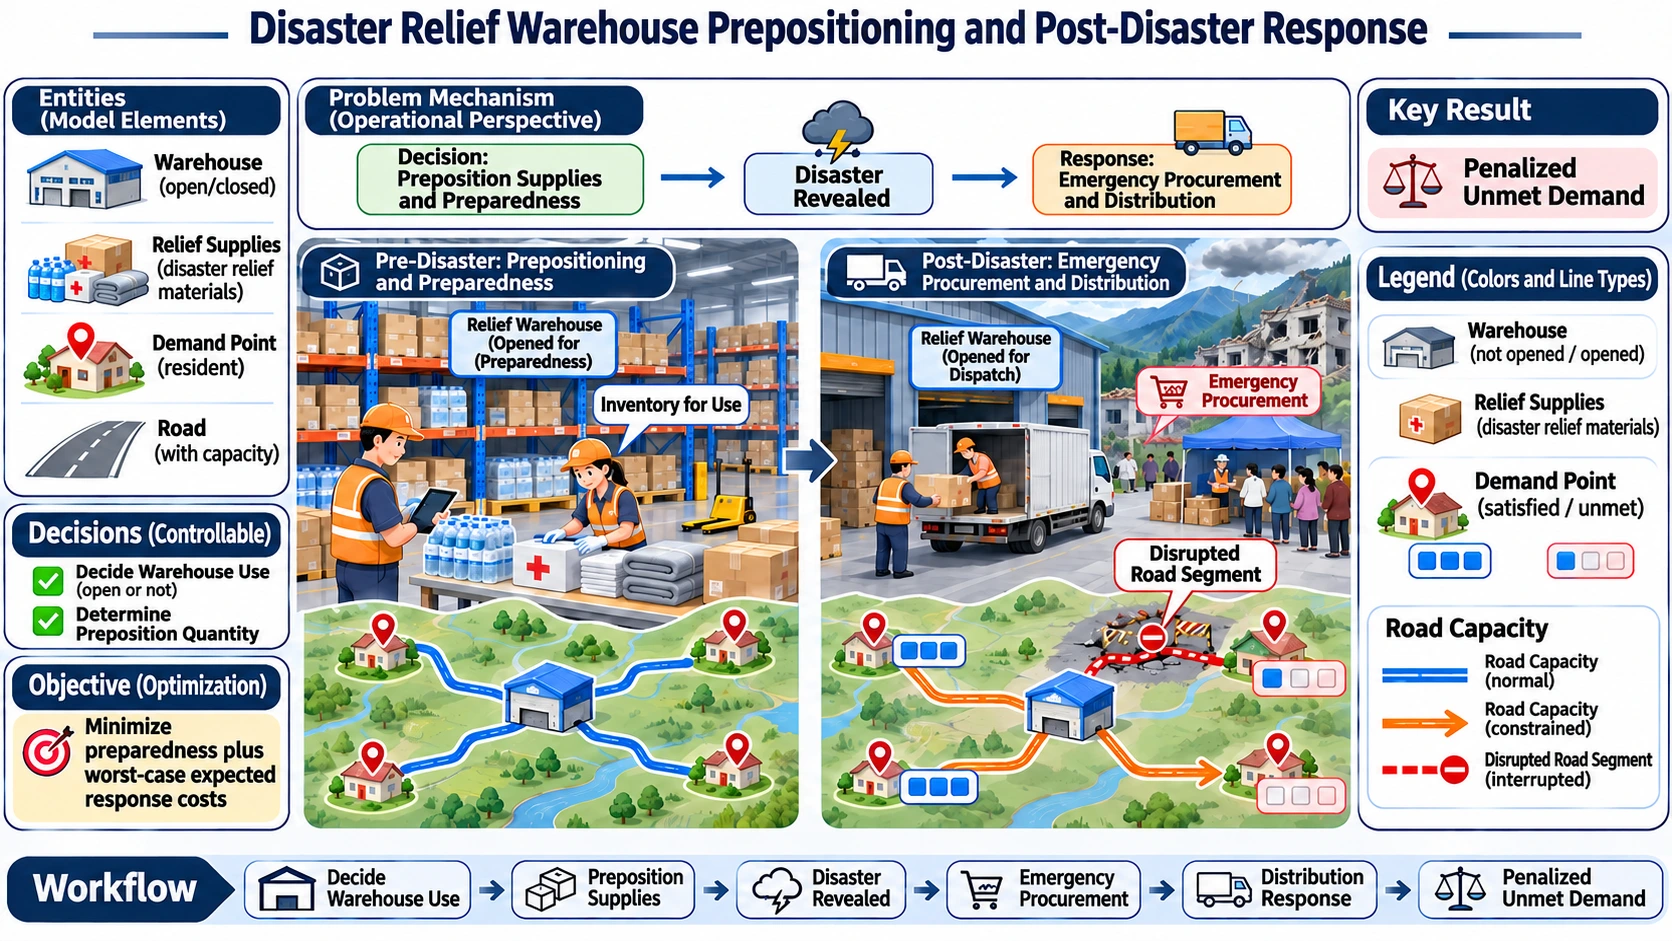 Disaster Relief Warehouse Prepositioning and Post-Disaster Response
Entities
(Model Elements)
Warehouse
(open/closed)
Relief Supplies
(disaster relief
materials)
Demand Point
(resident)
Road
(with capacity)
Decisions (Controllable)
Decide Warehouse Use
(open or not)
Determine
Preposition Quantity
Objective (Optimization)
Minimize
preparedness plus
worst-case expected
response costs
Problem Mechanism
(Operational Perspective)
Decision:
Preposition Supplies
and Preparedness
Disaster
Revealed
Response:
Emergency Procurement
and Distribution
Pre-Disaster: Prepositioning
and Preparedness
Relief Warehouse
(Opened for
(Preparedness)
Inventory for Use
Post-Disaster: Emergency
Procurement and Distribution
Relief Warehouse
(Opened for
Dispatch)
Emergency
Procurement
Disrupted
Road Segment
Key Result
Penalized
Unmet Demand
Legend (Colors and Line Types)
Warehouse
(not opened / opened)
Relief Supplies
(disaster relief materials)
Demand Point
(satisfied / unmet)
Road Capacity
Road Capacity
(normal)
Road Capacity
(constrained)
Disrupted Road Segment
(interrupted)
Workflow
Decide
Warehouse Use
Preposition
Supplies
Disaster
Revealed
Emergency
Procurement
Distribution
Response
Penalized
Unmet Demand